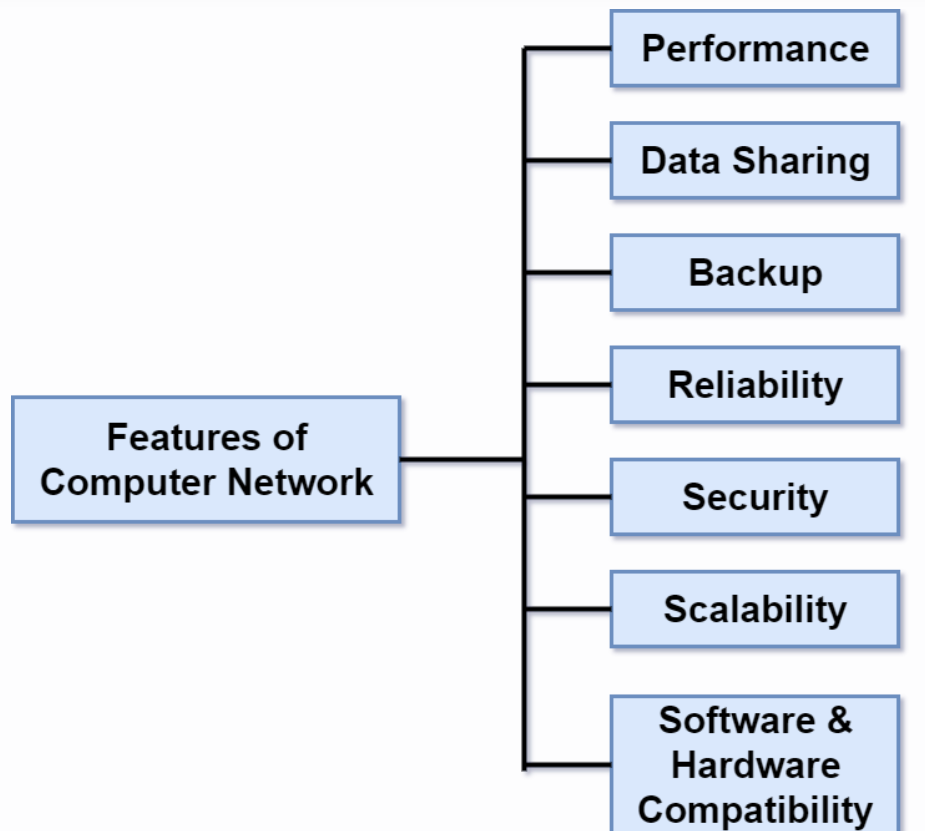 Performance
Data Sharing
Backup
Reliability
Features of
Computer Network
Security
Scalability
Software &
Hardware
Compatibility